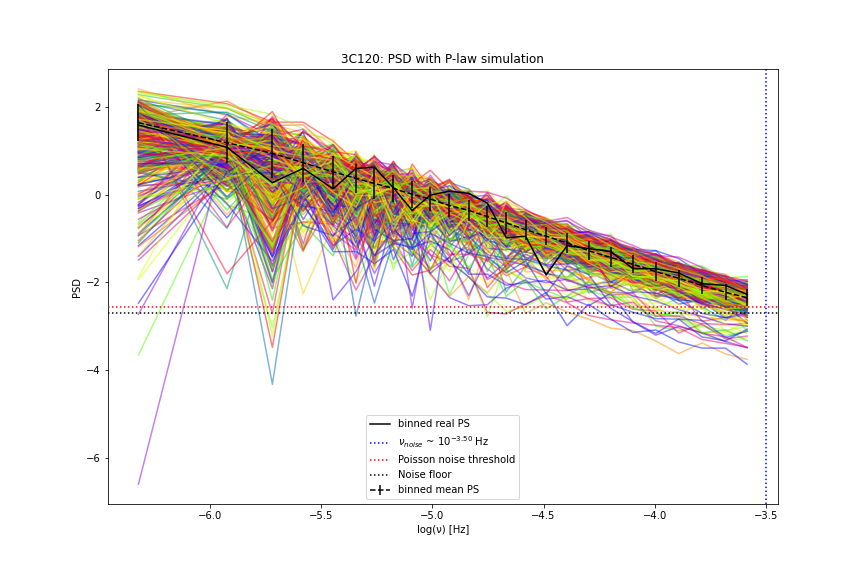 3C120: PSD with P-law simulation
2
0
−2
−4
−6
PSD
binned real PS
νnoise ~ 10−3.50 Hz
Poisson noise threshold
Noise floor
binned mean PS
−6.0 −5.5 −5.0 −4.5 −4.0 −3.5
log(ν) [Hz]